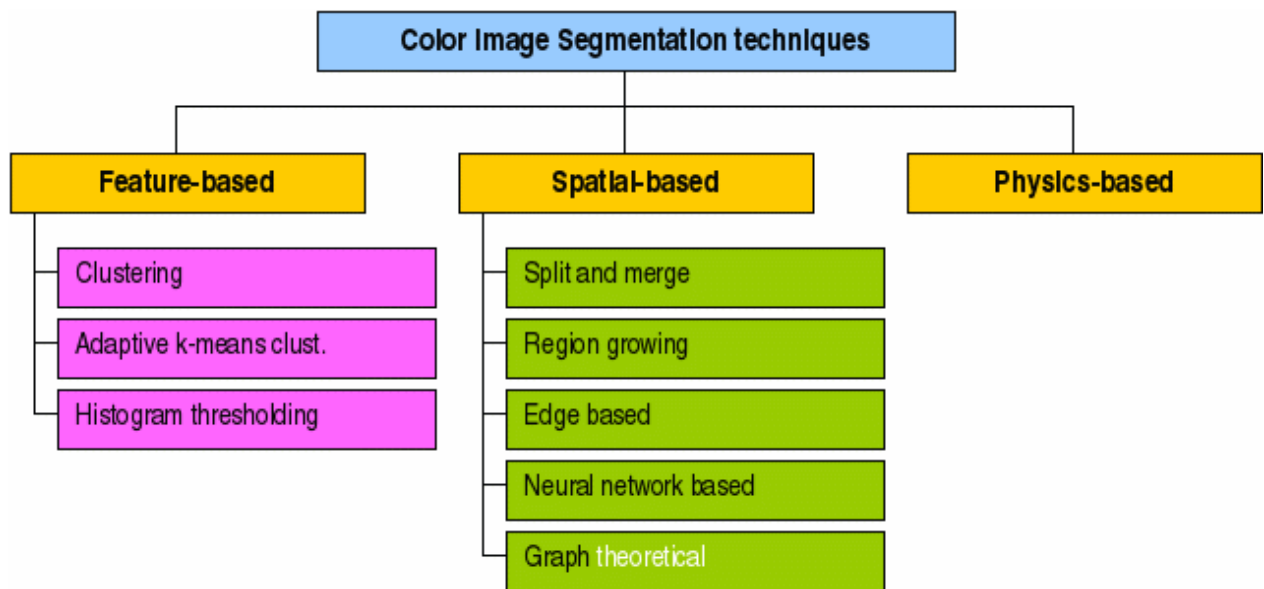 Color Image Segmentation techniques
Feature-based
Spatial-based
Physics-based
Clustering
Adaptive k-means clust.
Histogram thresholding
Split and merge
Region growing
Edge based
Neural network based
Graph theoretical